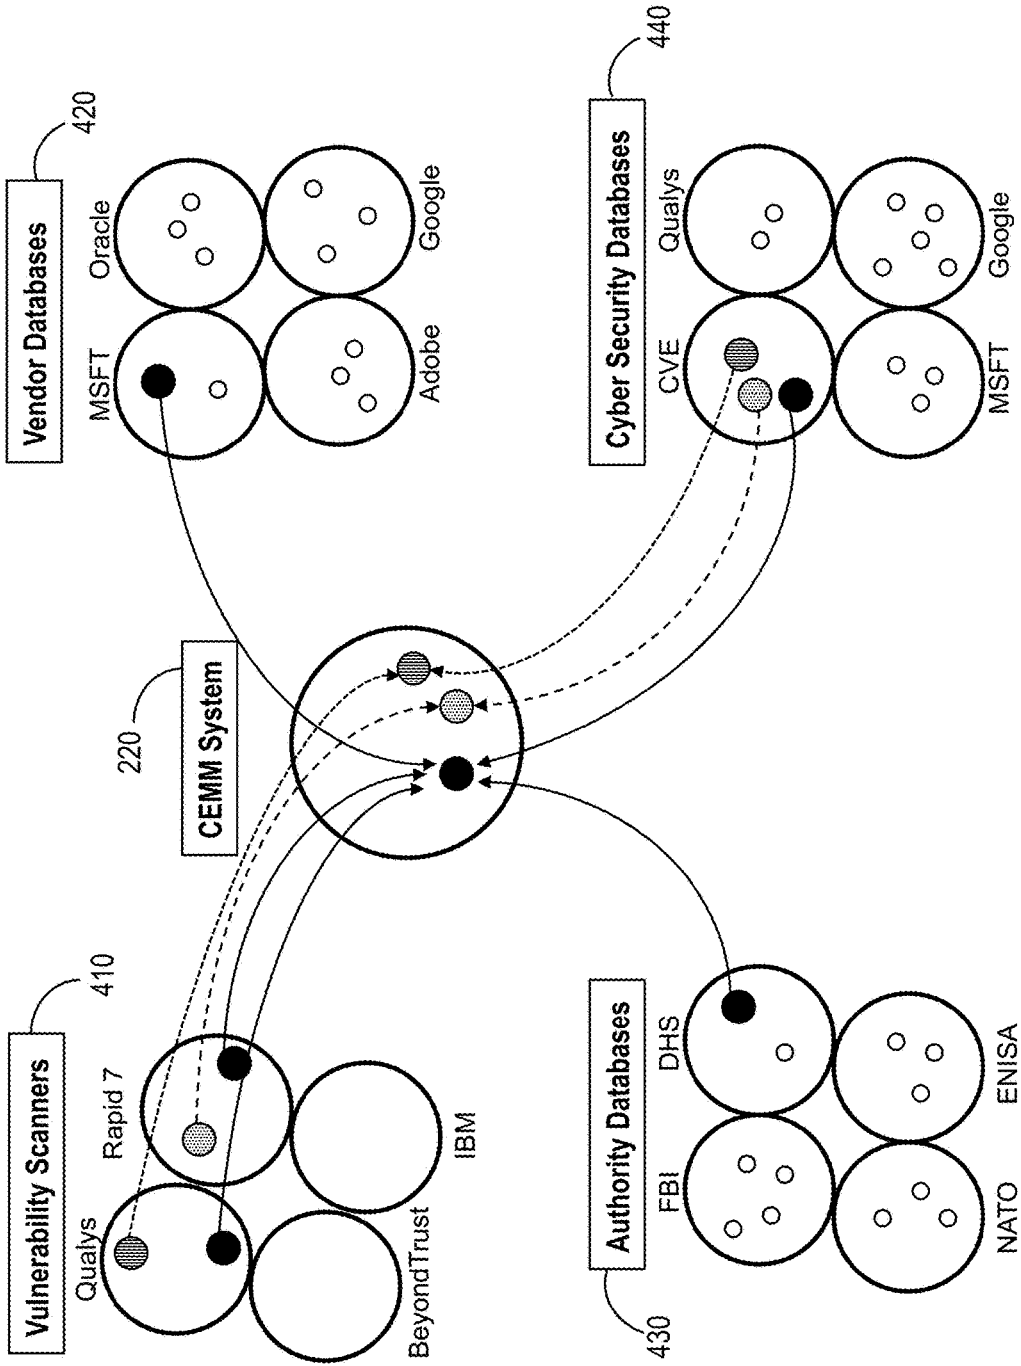 Vulnerability Scanners
410
Qualys
Rapid 7
BeyondTrust
IBM
CEMM System
220
Vendor Databases
420
MSFT
Oracle
Adobe
Google
Authority Databases
430
FBI
DHS
NATO
ENISA
Cyber Security Databases
440
CVE
Qualys
MSFT
Google